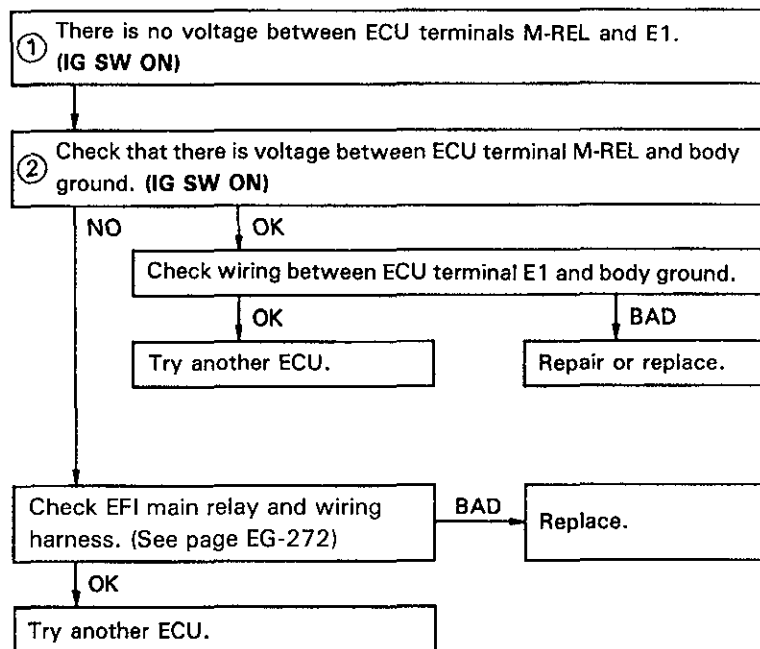 ① There is no voltage between ECU terminals M-REL and E1.
(IG SW ON)
② Check that there is voltage between ECU terminal M-REL and body
ground. (IG SW ON)
NO
OK
Check wiring between ECU terminal E1 and body ground.
OK
BAD
Try another ECU.
Repair or replace.
Check EFI main relay and wiring
harness. (See page EG-272)
BAD
Replace.
OK
Try another ECU.